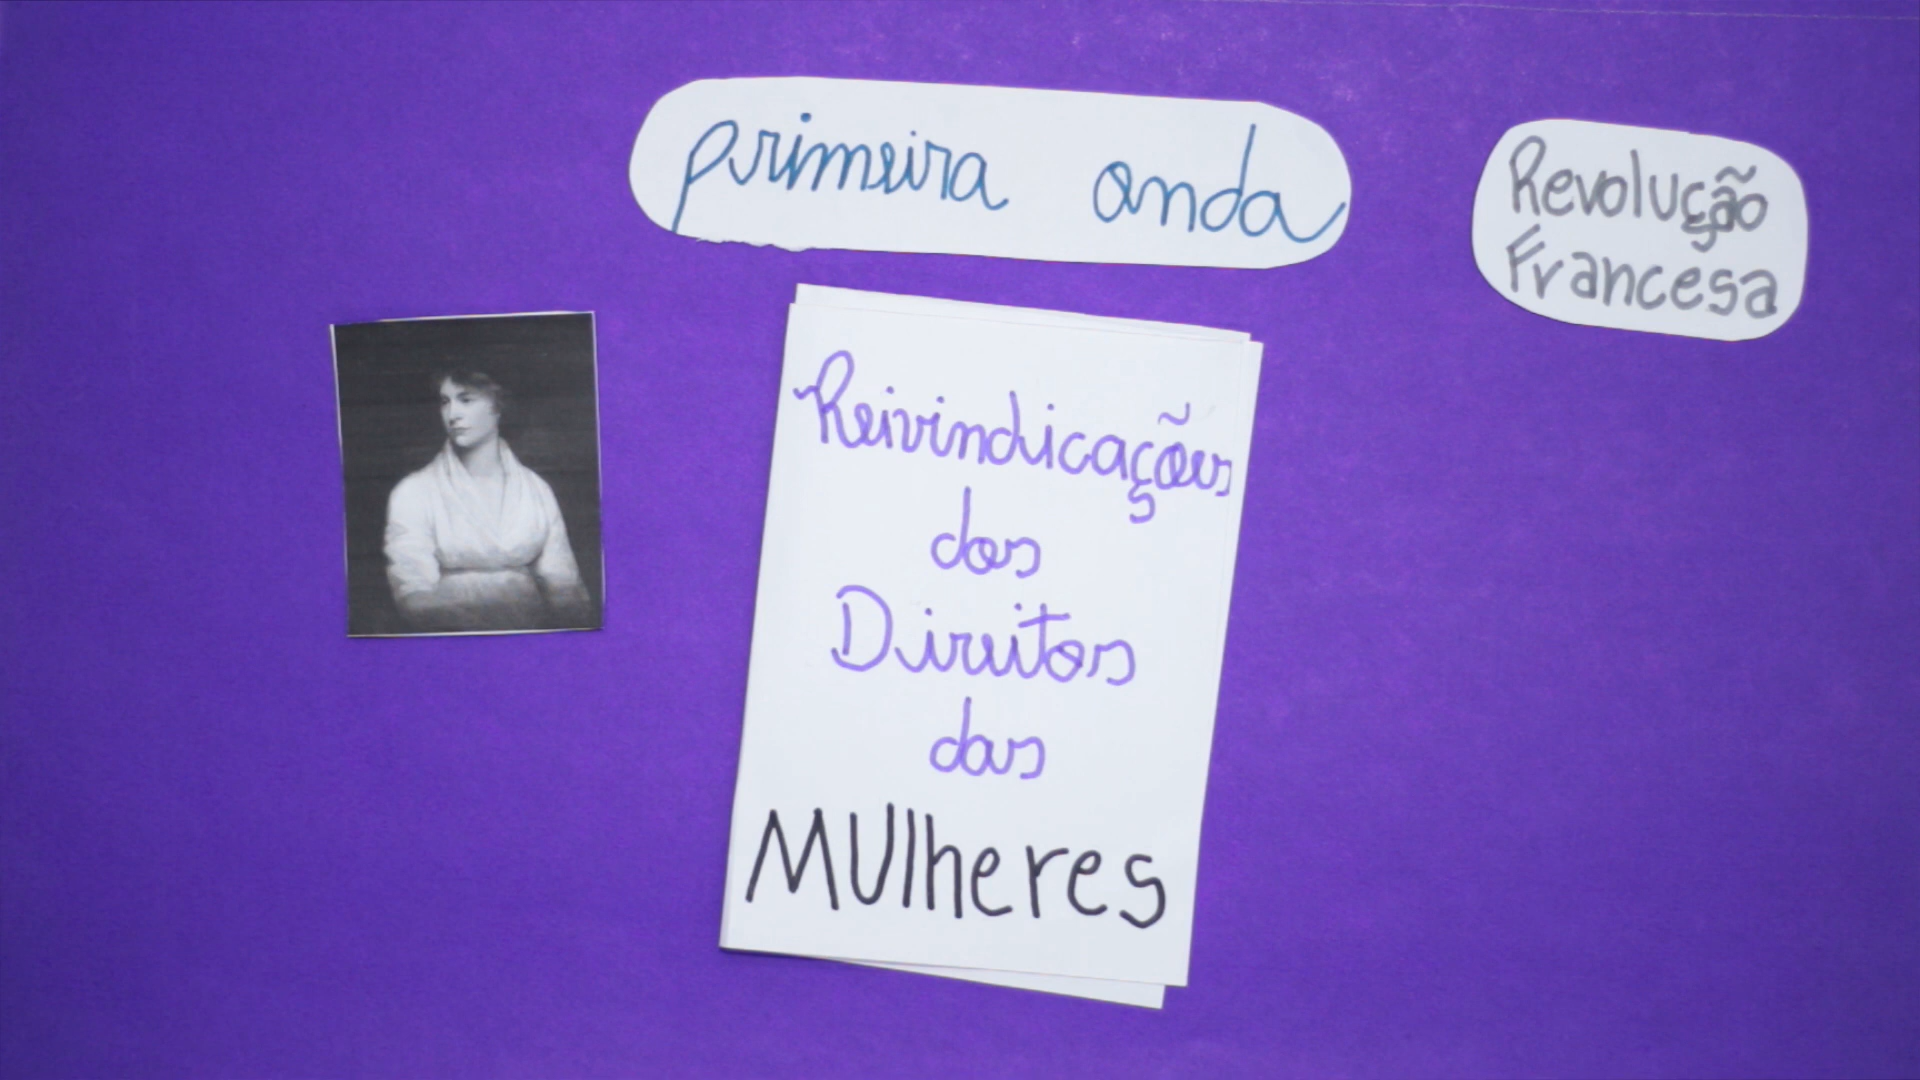 primeira onda
Revolução
Francesa
Reivindicações
dos
Direitos
das
MUlheres